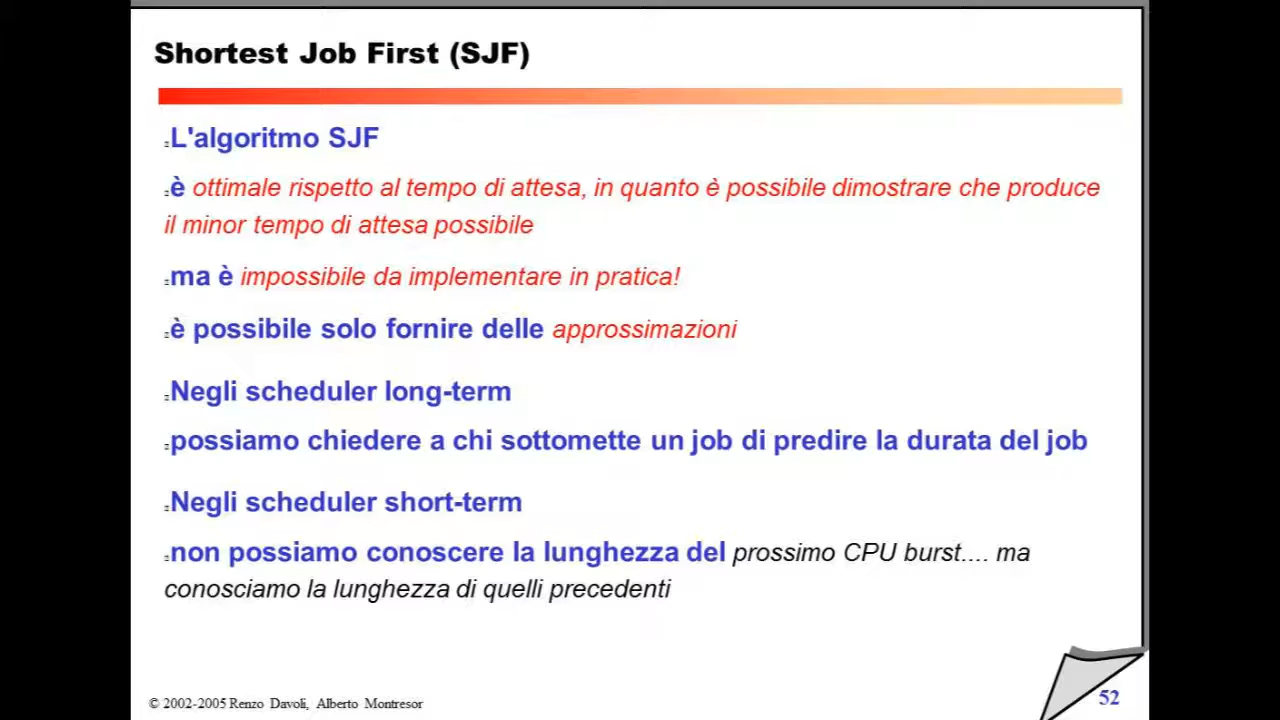 Shortest Job First (SJF)
L'algoritmo SJF
è ottimale rispetto al tempo di attesa, in quanto è possibile dimostrare che produce
il minor tempo di attesa possibile
ma è impossibile da implementare in pratica!
è possibile solo fornire delle approssimazioni
Negli scheduler long-term
possiamo chiedere a chi sottomette un job di predire la durata del job
Negli scheduler short-term
non possiamo conoscere la lunghezza del prossimo CPU burst.... ma
conosciamo la lunghezza di quelli precedenti
© 2002-2005 Renzo Davoli, Alberto Montresor
52